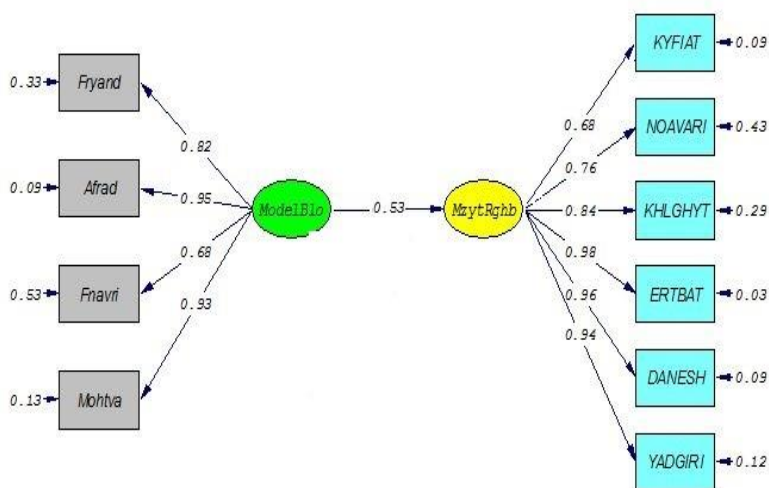 KYFIAT
0.09
0.33
Fryand
0.68
NOAVARI
0.43
0.82
0.76
0.09
Afrad
0.95
ModelBlo
0.53
MzytRghb
0.84
KHLGHYT
0.29
0.68
0.98
0.53
Fnavri
0.93
0.96
ERTBAT
0.03
0.94
0.13
Mohtva
DANESH
0.09
YADGIRI
0.12